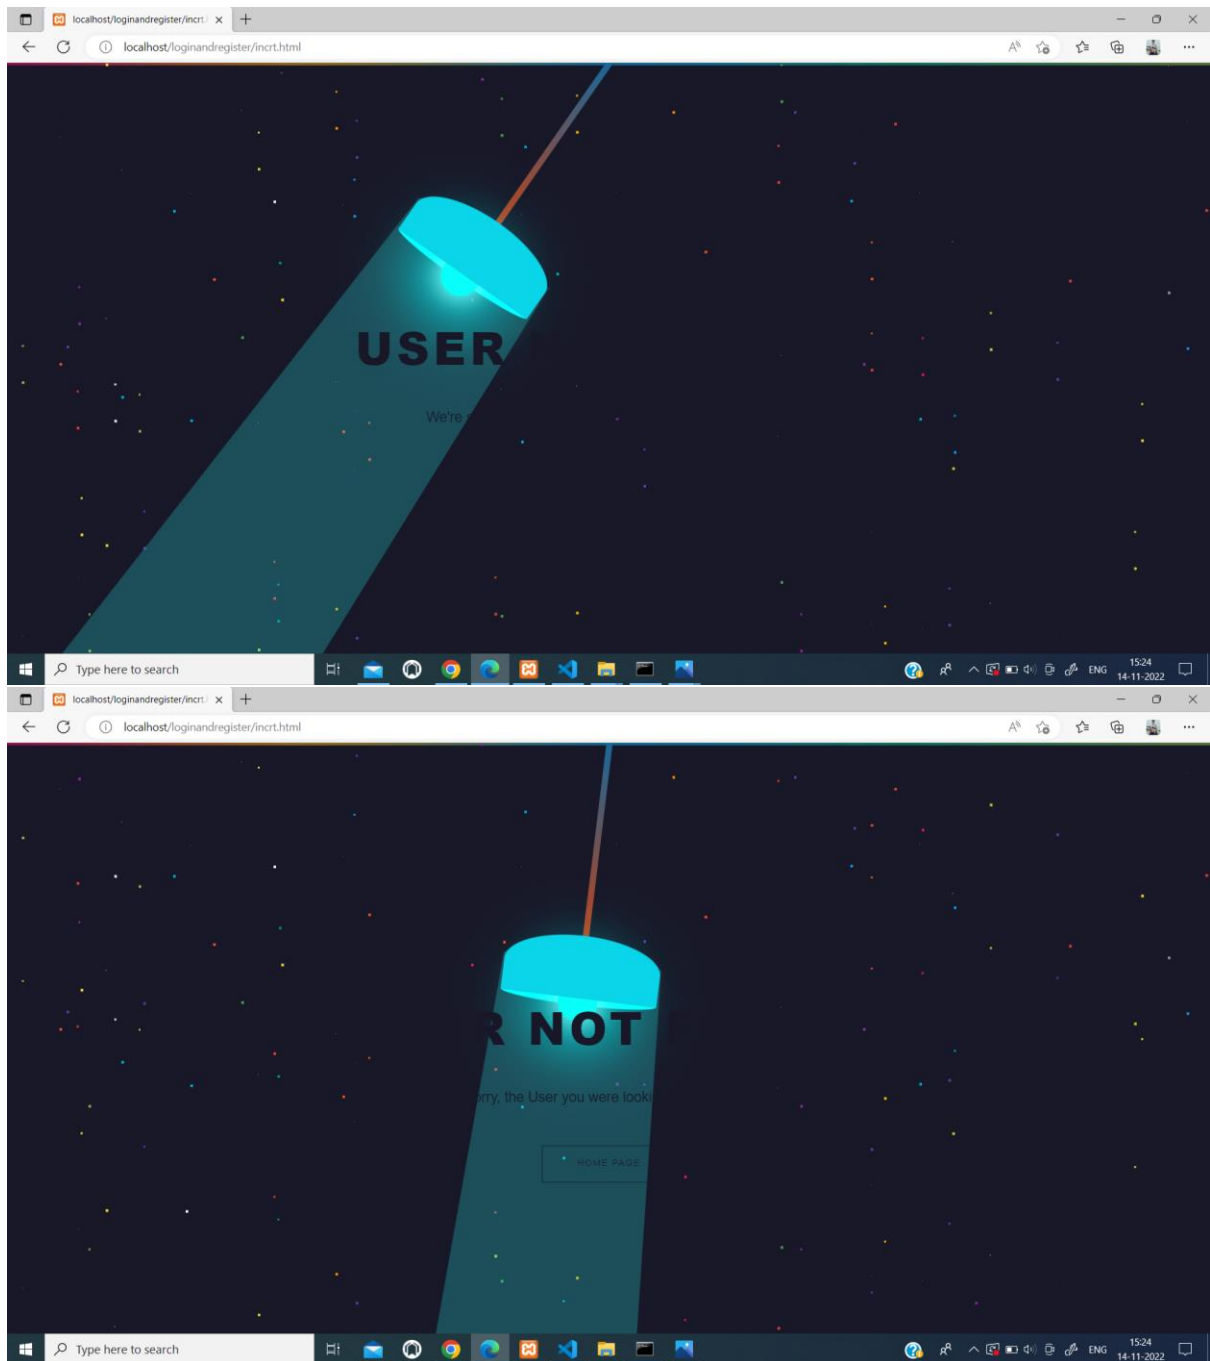 localhost/loginandregister/incrt.
localhost/loginandregister/incrt.html
USER
We're
Type here to search
ENG
15:24
14-11-2022
localhost/loginandregister/incrt.
localhost/loginandregister/incrt.html
R NOT
orry, the User you were looki
HOME PAGE
Type here to search
ENG
15:24
14-11-2022